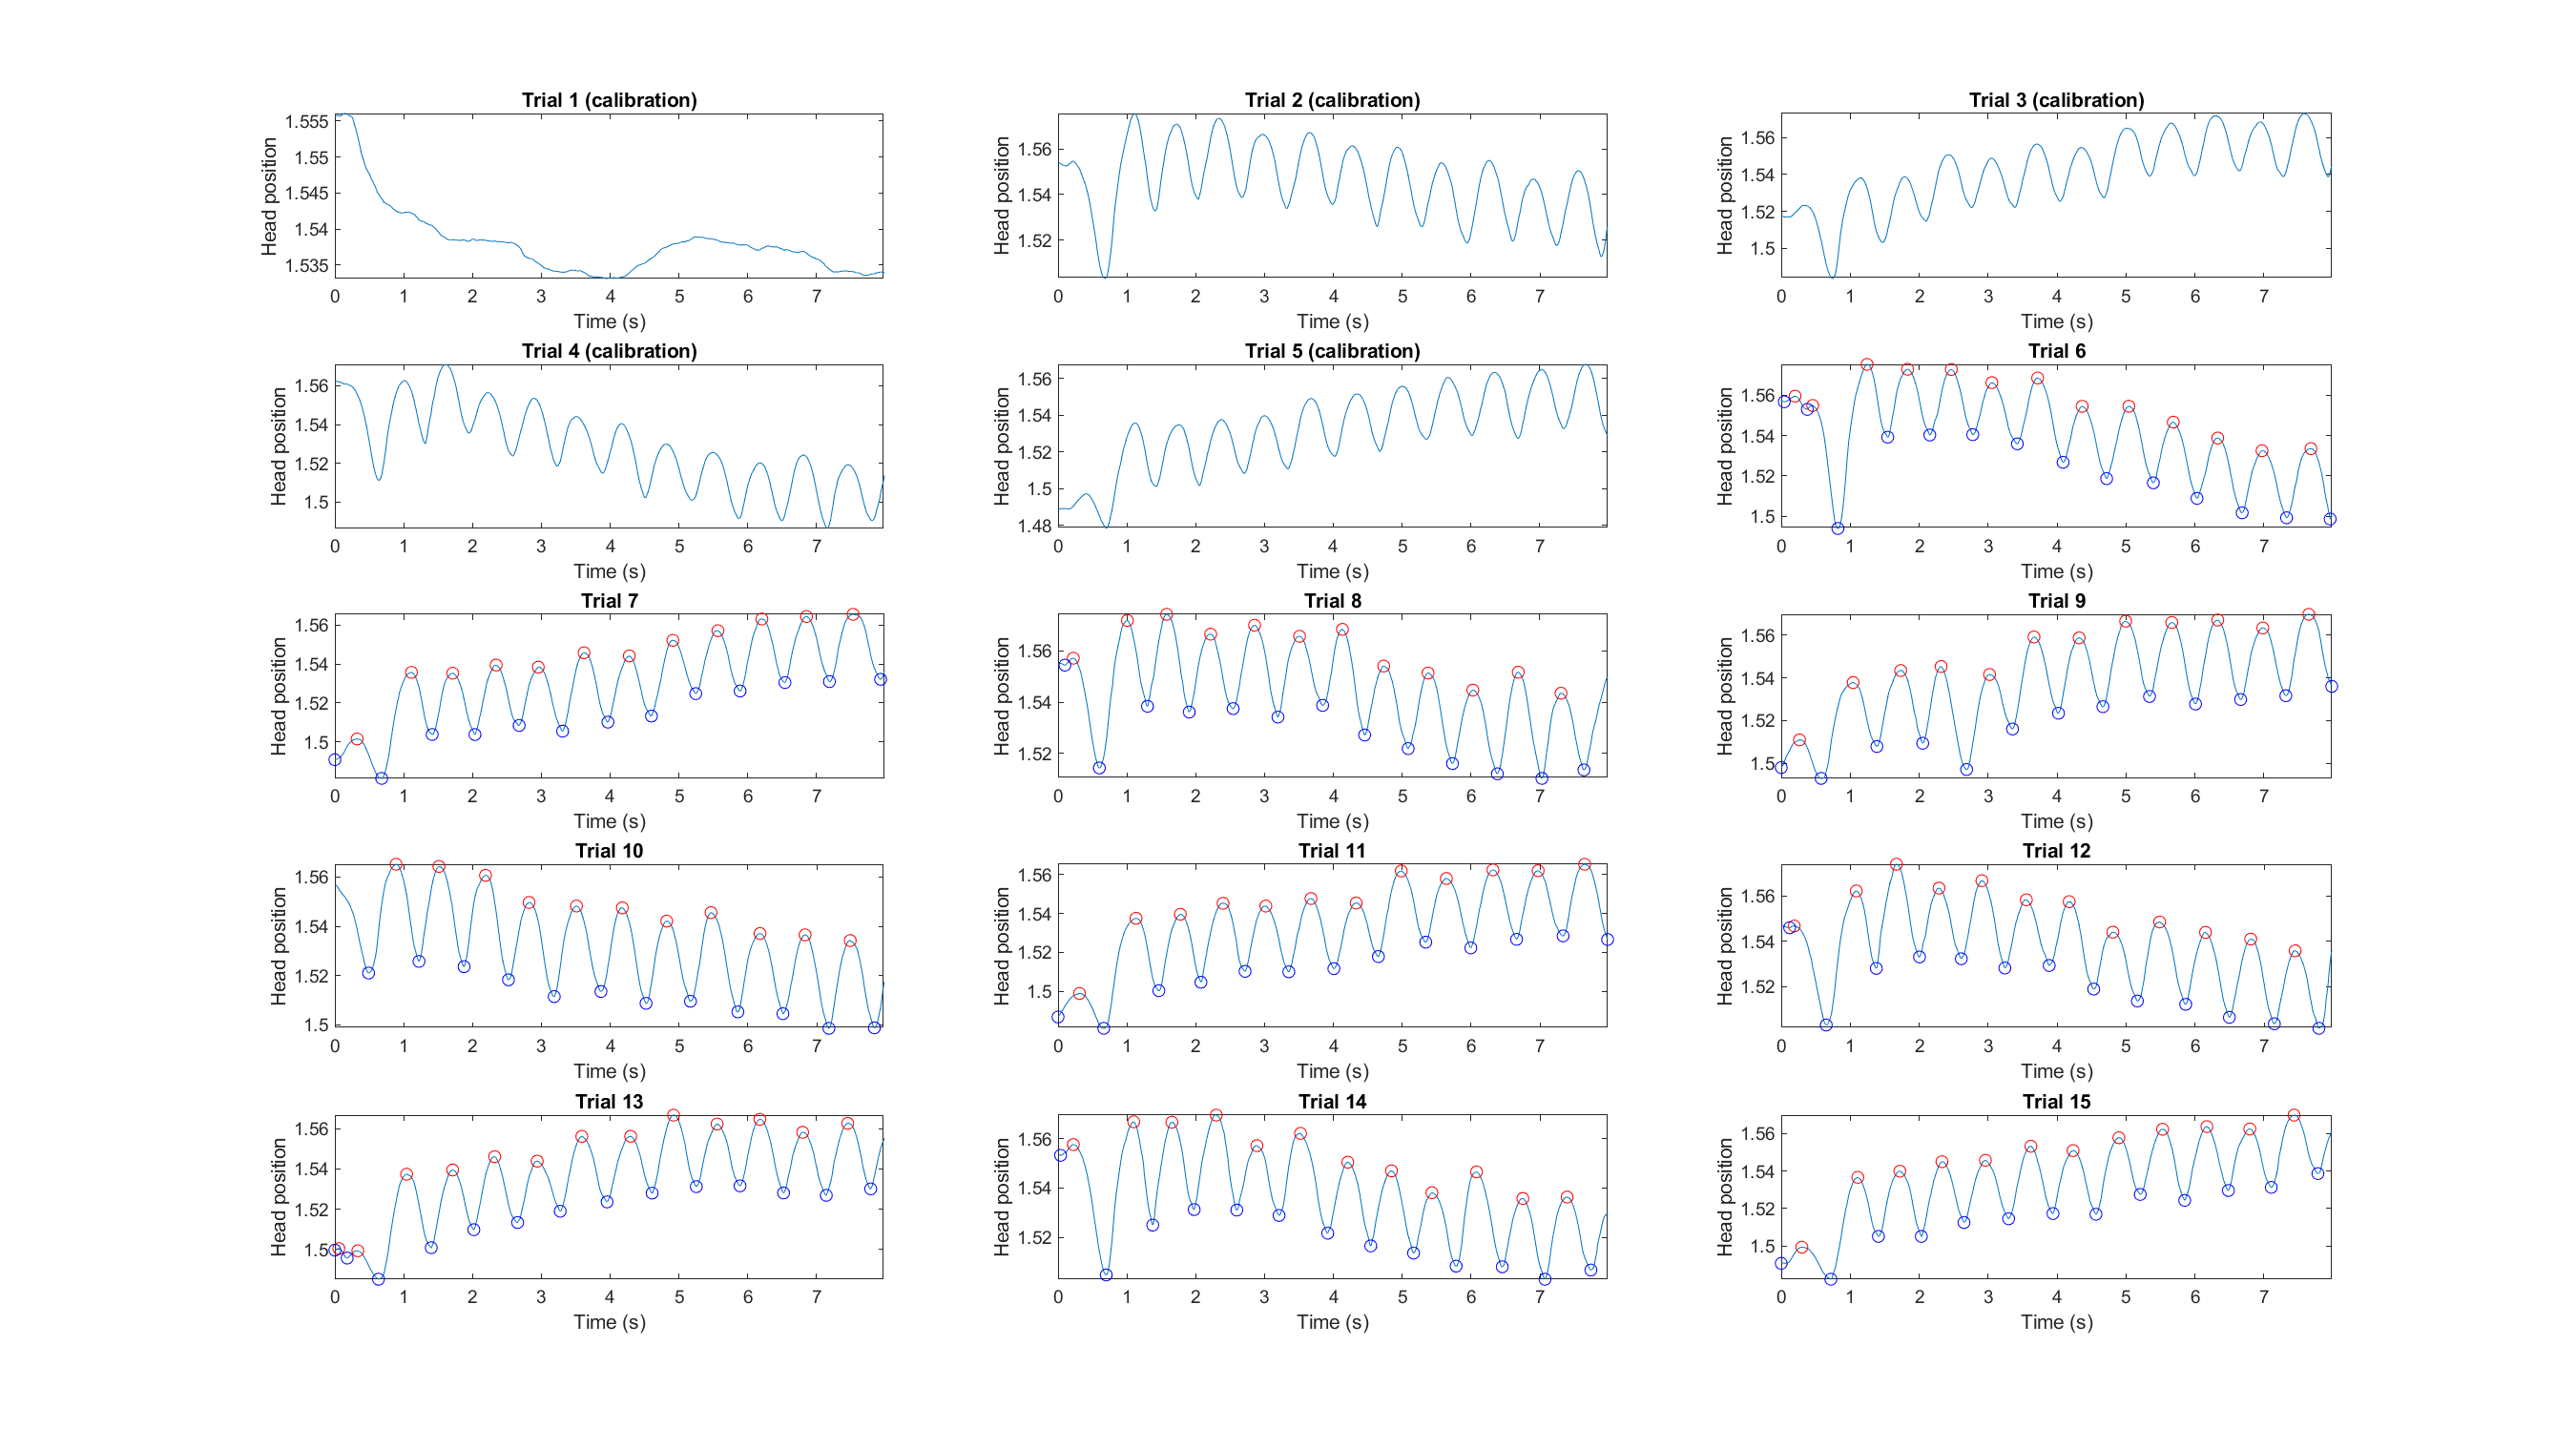 Trial 1 (calibration)
Trial 2 (calibration)
Trial 3 (calibration)
Head position
1.555
1.55
1.545
1.54
1.535
0 1 2 3 4 5 6 7
Time (s)
Head position
1.56
1.54
1.52
0 1 2 3 4 5 6 7
Time (s)
Head position
1.56
1.54
1.52
1.5
0 1 2 3 4 5 6 7
Time (s)
Trial 4 (calibration)
Trial 5 (calibration)
Trial 6
Head position
1.56
1.54
1.52
1.5
0 1 2 3 4 5 6 7
Time (s)
Head position
1.56
1.54
1.52
1.5
1.48
0 1 2 3 4 5 6 7
Time (s)
Head position
1.56
1.54
1.52
1.5
0 1 2 3 4 5 6 7
Time (s)
Trial 7
Trial 8
Trial 9
Head position
1.56
1.54
1.52
1.5
0 1 2 3 4 5 6 7
Time (s)
Head position
1.56
1.54
1.52
0 1 2 3 4 5 6 7
Time (s)
Head position
1.56
1.54
1.52
1.5
0 1 2 3 4 5 6 7
Time (s)
Trial 10
Trial 11
Trial 12
Head position
1.56
1.54
1.52
1.5
0 1 2 3 4 5 6 7
Time (s)
Head position
1.56
1.54
1.52
1.5
0 1 2 3 4 5 6 7
Time (s)
Head position
1.56
1.54
1.52
0 1 2 3 4 5 6 7
Time (s)
Trial 13
Trial 14
Trial 15
Head position
1.56
1.54
1.52
1.5
0 1 2 3 4 5 6 7
Time (s)
Head position
1.56
1.54
1.52
0 1 2 3 4 5 6 7
Time (s)
Head position
1.56
1.54
1.52
1.5
0 1 2 3 4 5 6 7
Time (s)